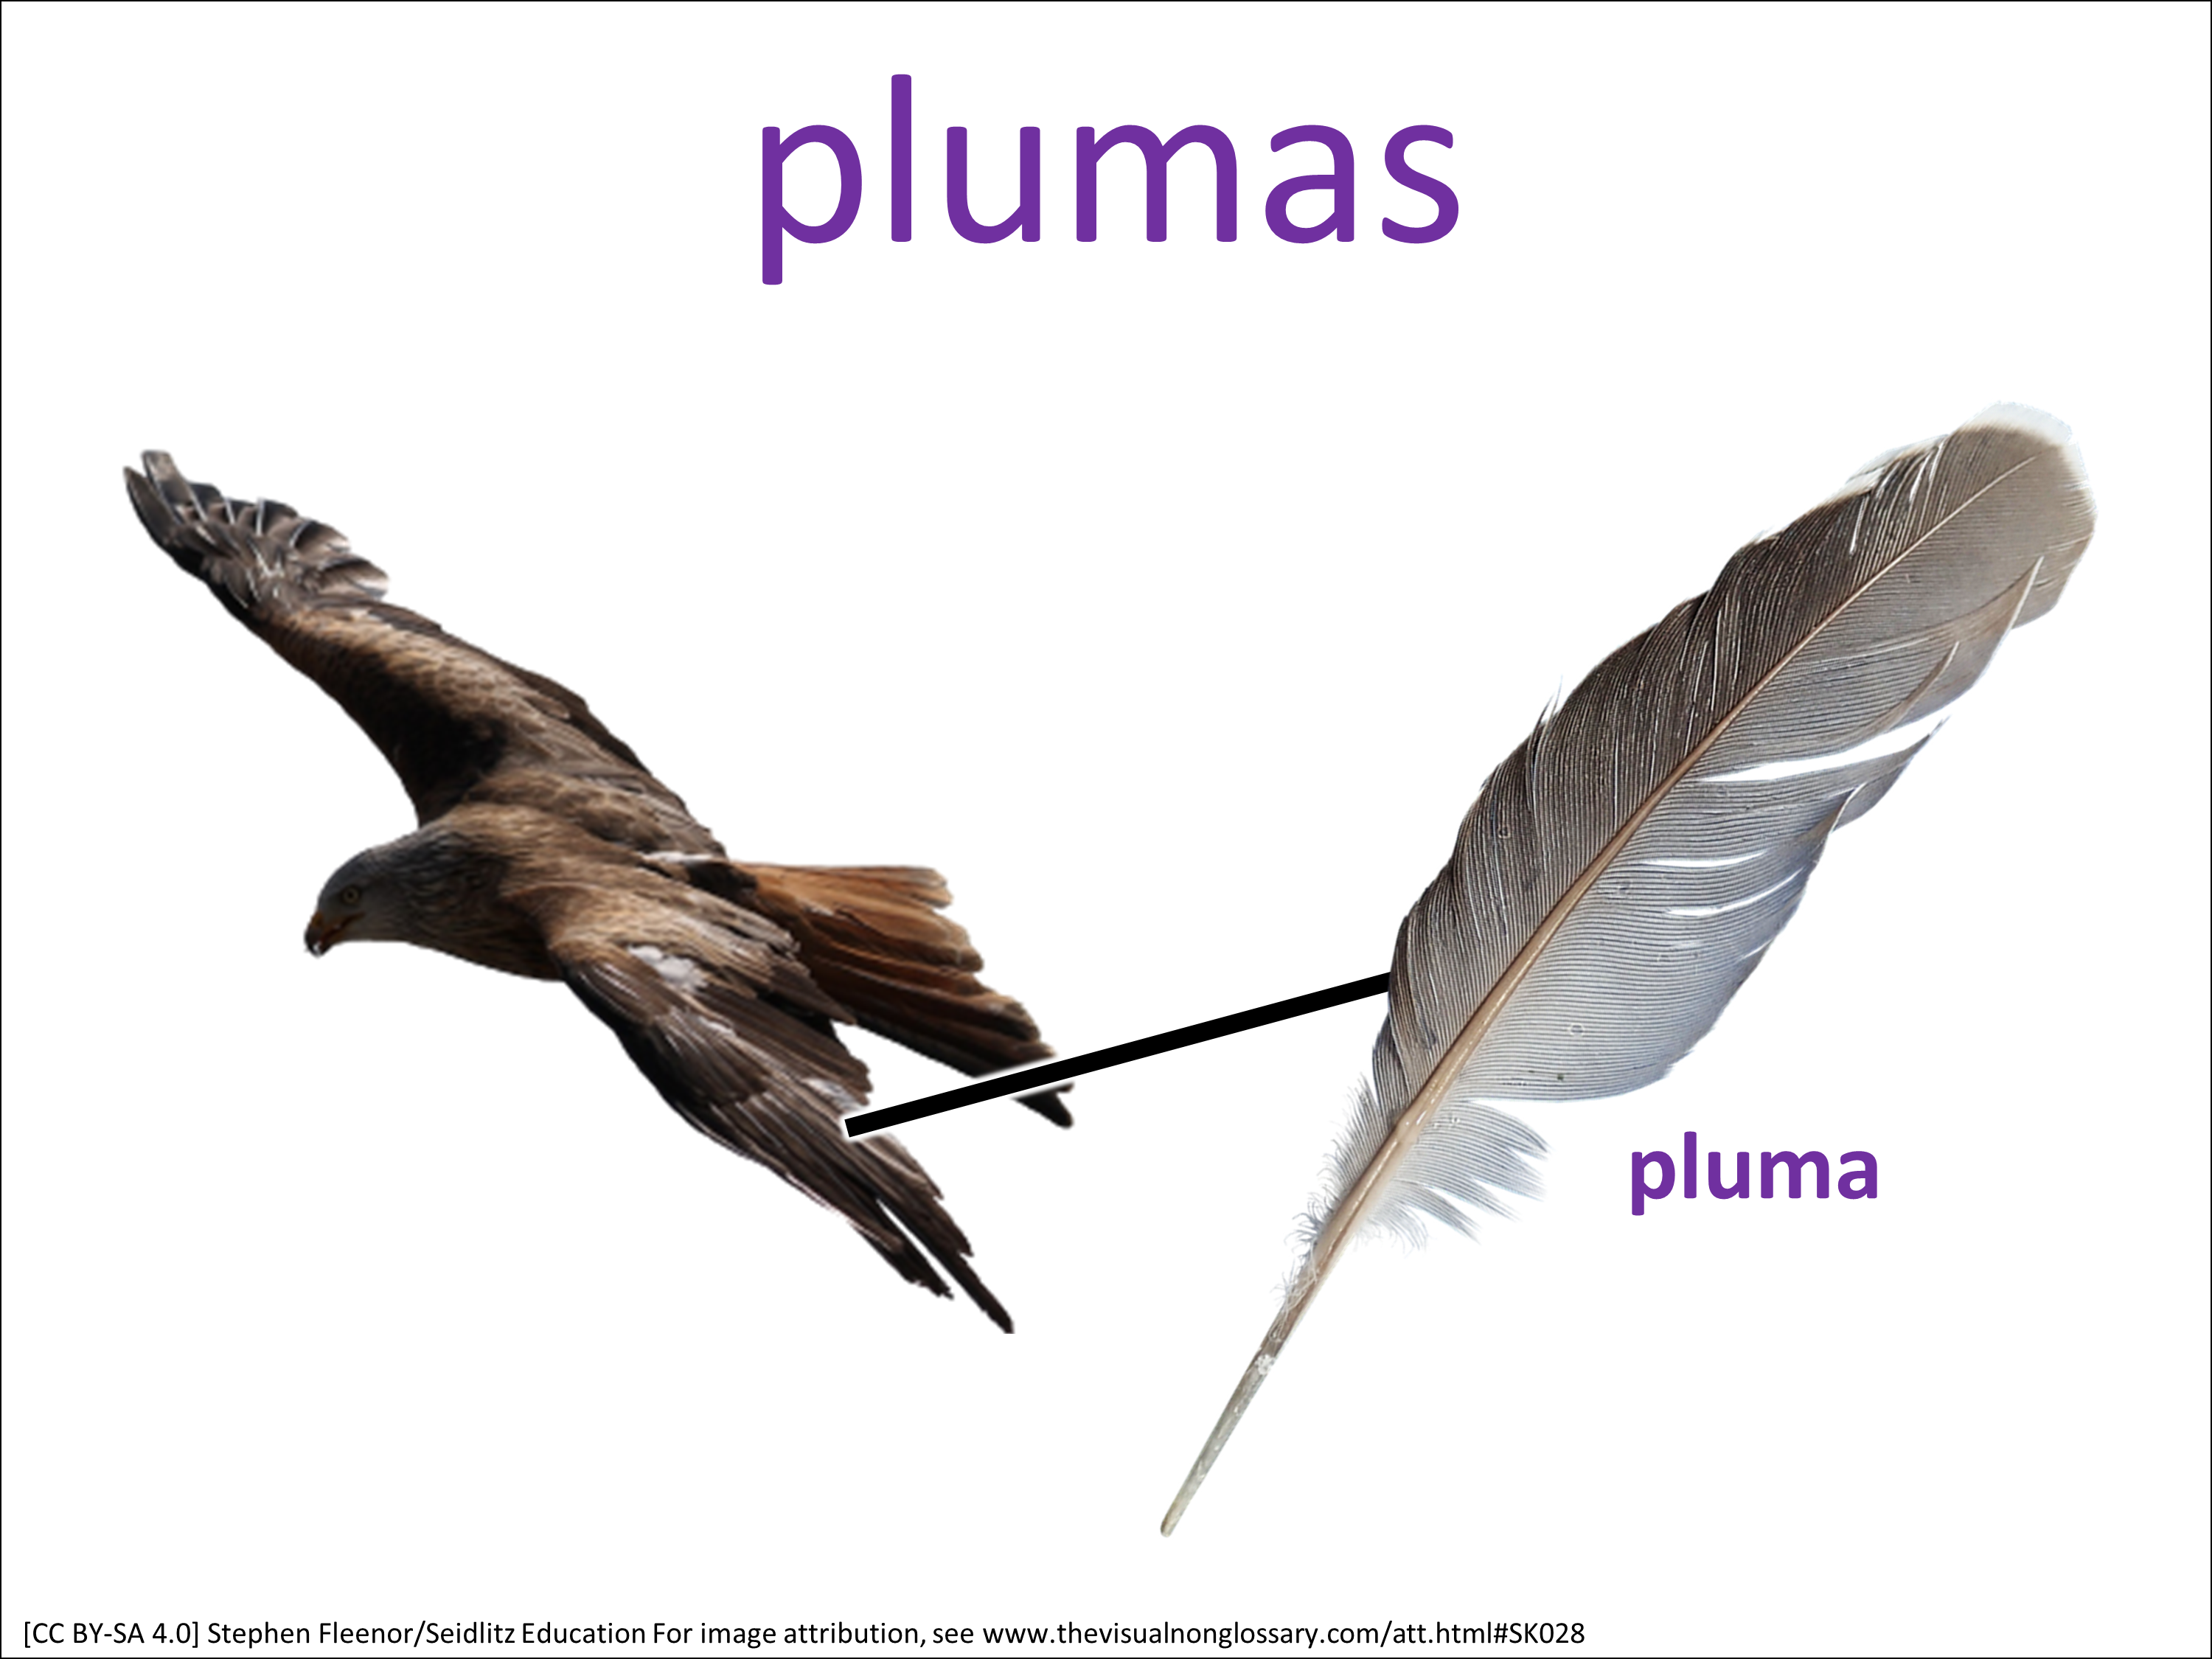 plumas
pluma
[CC BY-SA 4.0] Stephen Fleenor/Seidlitz Education For image attribution, see www.thevisualnonglossary.com/att.html#SK028